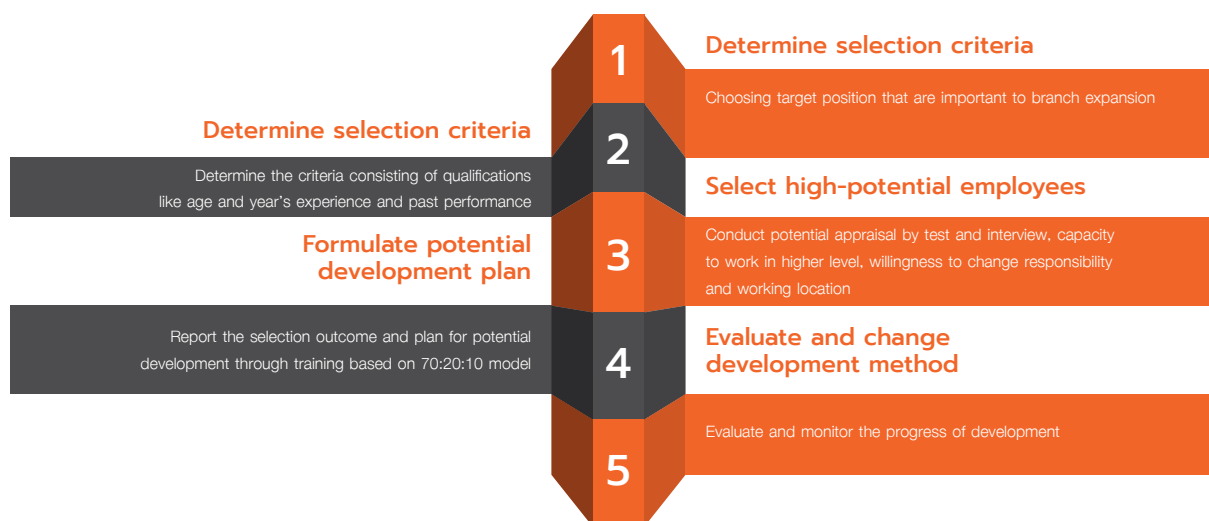 1
Determine selection criteria
Choosing target position that are important to branch expansion
2
Determine selection criteria
Determine the criteria consisting of qualifications
like age and year’s experience and past performance
3
Select high-potential employees
Conduct potential appraisal by test and interview, capacity
to work in higher level, willingness to change responsibility
and working location
4
Formulate potential
development plan
Report the selection outcome and plan for potential
development through training based on 70:20:10 model
5
Evaluate and change
development method
Evaluate and monitor the progress of development